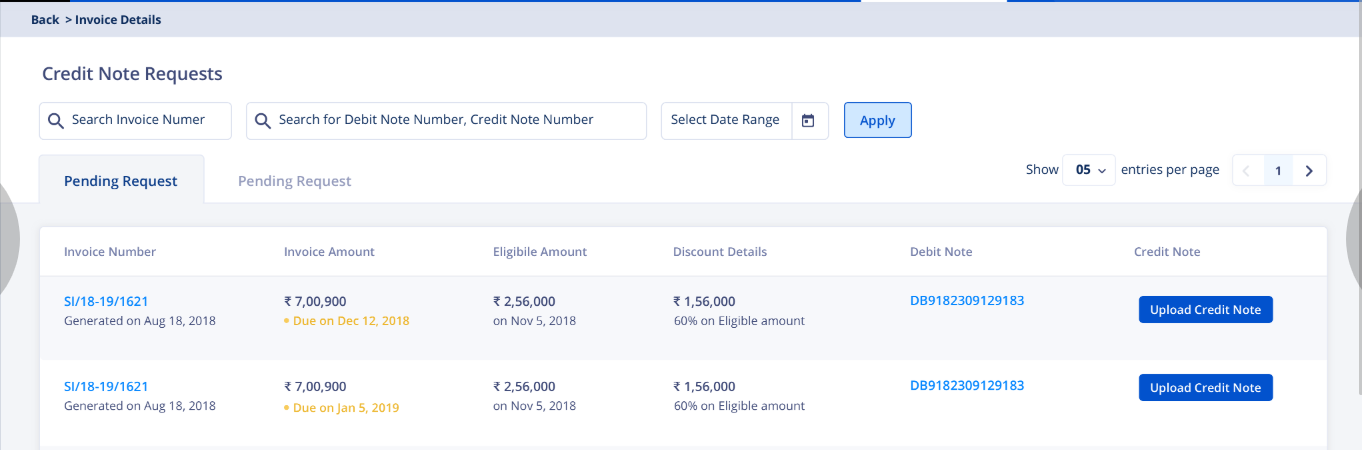 Back > Invoice Details
Credit Note Requests
Search Invoice Numer
Search for Debit Note Number, Credit Note Number
Select Date Range
Apply
Pending Request
Pending Request
Show 05 entries per page
1
Invoice Number Invoice Amount Eligibile Amount Discount Details Debit Note Credit Note
SI/18-19/1621 ₹ 7,00,900 ₹ 2,56,000 ₹ 1,56,000 DB9182309129183 Upload Credit Note
Generated on Aug 18, 2018 • Due on Dec 12, 2018 on Nov 5, 2018 60% on Eligible amount
SI/18-19/1621 ₹ 7,00,900 ₹ 2,56,000 ₹ 1,56,000 DB9182309129183 Upload Credit Note
Generated on Aug 18, 2018 • Due on Jan 5, 2019 on Nov 5, 2018 60% on Eligible amount